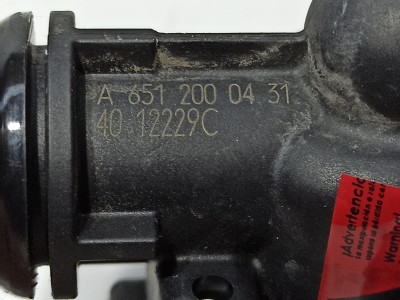 A 651 200 04 31
40 12229C
¡Advertencia
Warning!